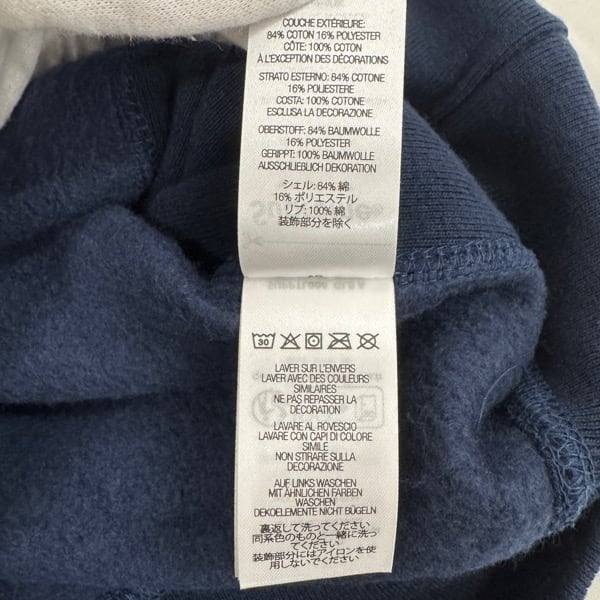 COUCHE EXTÉRIEURE:
84% COTON 16% POLYESTER
CÔTE: 100% COTON
À L'EXCEPTION DES DÉCORATIONS
STRATO ESTERNO: 84% COTONE
16% POLIESTERE
COSTA: 100% COTONE
ESCLUSA LA DECORAZIONE
OBERSTOFF: 84% BAUMWOLLE
16% POLYESTER
GERIPPT: 100% BAUMWOLLE
AUSSCHLIEBLICH DEKORATION
シェル: 84% 綿
16% ポリエステル
リブ: 100% 綿
装飾部分を除く
30
LAVER SUR L'ENVERS
LAVER AVEC DES COULEURS
SIMILAIRES
NE PAS REPASSER LA
DÉCORATION
LAVARE AL ROVESCIO
LAVARE CON CAPI DI COLORE
SIMILE
NON STIRARE SULLA
DECORAZIONE
AUF LINKS WASCHEN
MIT ÄHNLICHEN FARBEN
WASCHEN
DEKOELEMENTE NICHT BÜGELN
裏返して洗ってください
同系色のものと一緒に洗っ
てください
装飾部分にはアイロンを使
用しないでください